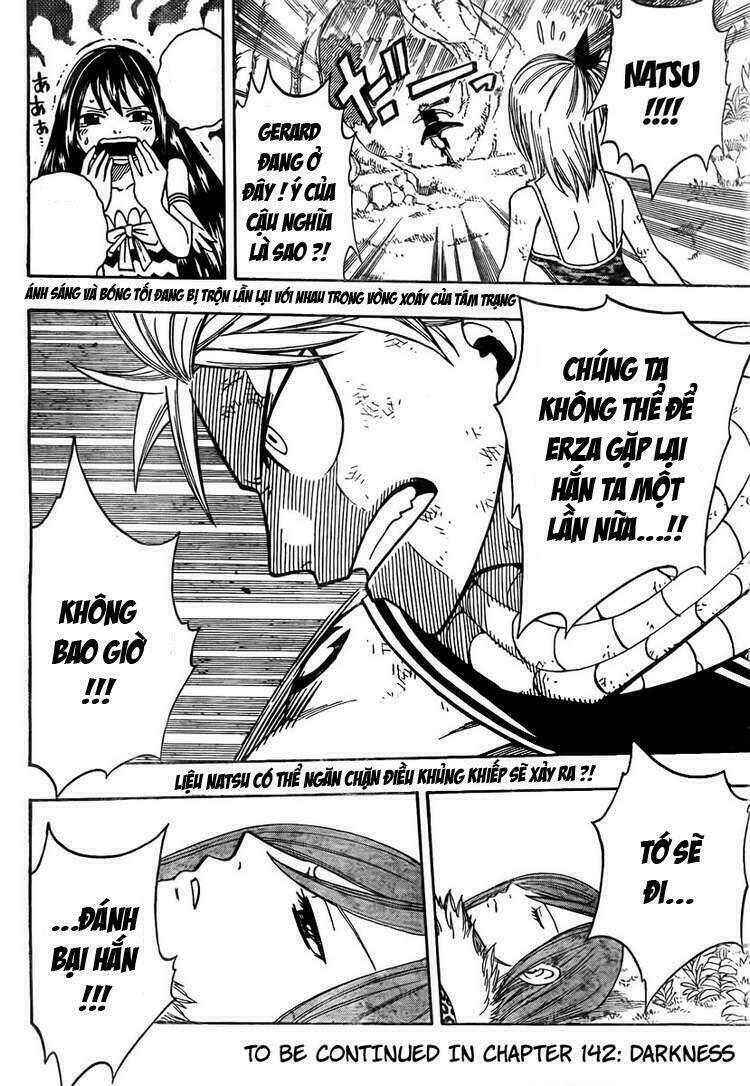 NATSU
!!!!
GERARD
ĐANG Ở
ĐÂY ! Ý CỦA
CẬU NGHĨA
LÀ SAO ?!
あ
あ
あ
ÁNH SÁNG VÀ BÓNG TỐI ĐANG BỊ TRỘN LẪN LẠI VỚI NHAU TRONG VÒNG XOÁY CỦA TÂM TRẠNG
CHÚNG TA
KHÔNG THỂ ĐỂ
ERZA GẶP LẠI
HẮN TA MỘT
LẦN NỮA...!!
KHÔNG
BAO GIỜ
!!!
LIỆU NATSU CÓ THỂ NGĂN CHẶN ĐIỀU KHỦNG KHIẾP SẼ XẢY RA ?!
TỚ SẼ
ĐI...
...ĐÁNH
BẠI HẮN
!!!
TO BE CONTINUED IN CHAPTER 142: DARKNESS